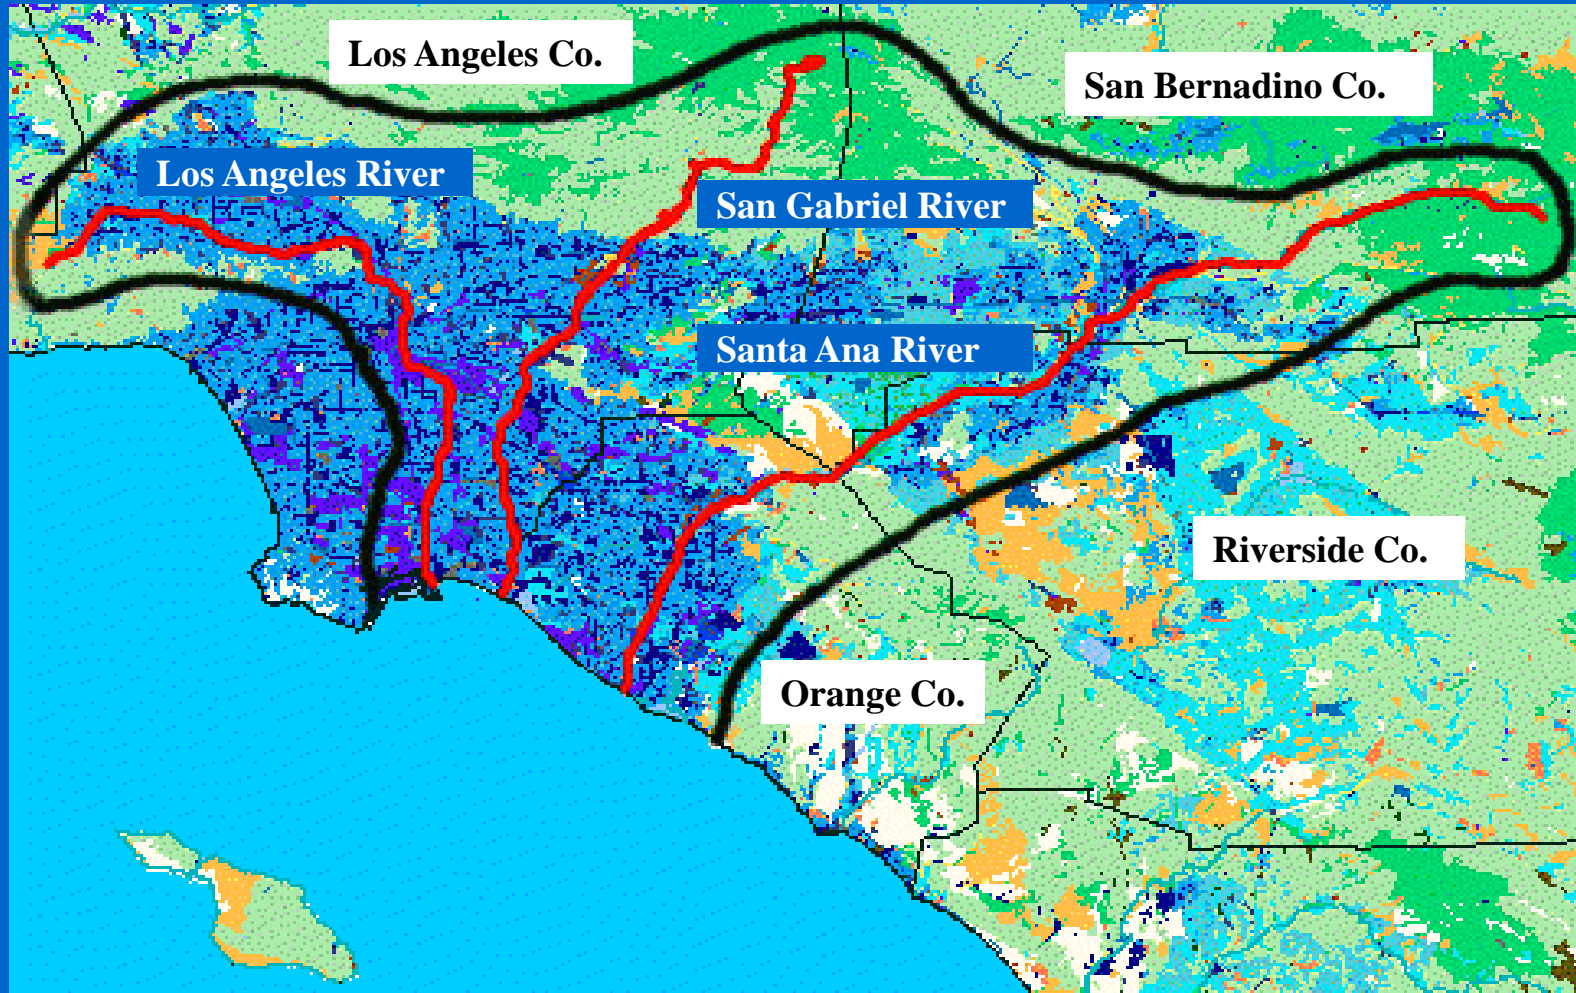 Los Angeles Co.
San Bernadino Co.
Los Angeles River
San Gabriel River
Santa Ana River
Riverside Co.
Orange Co.